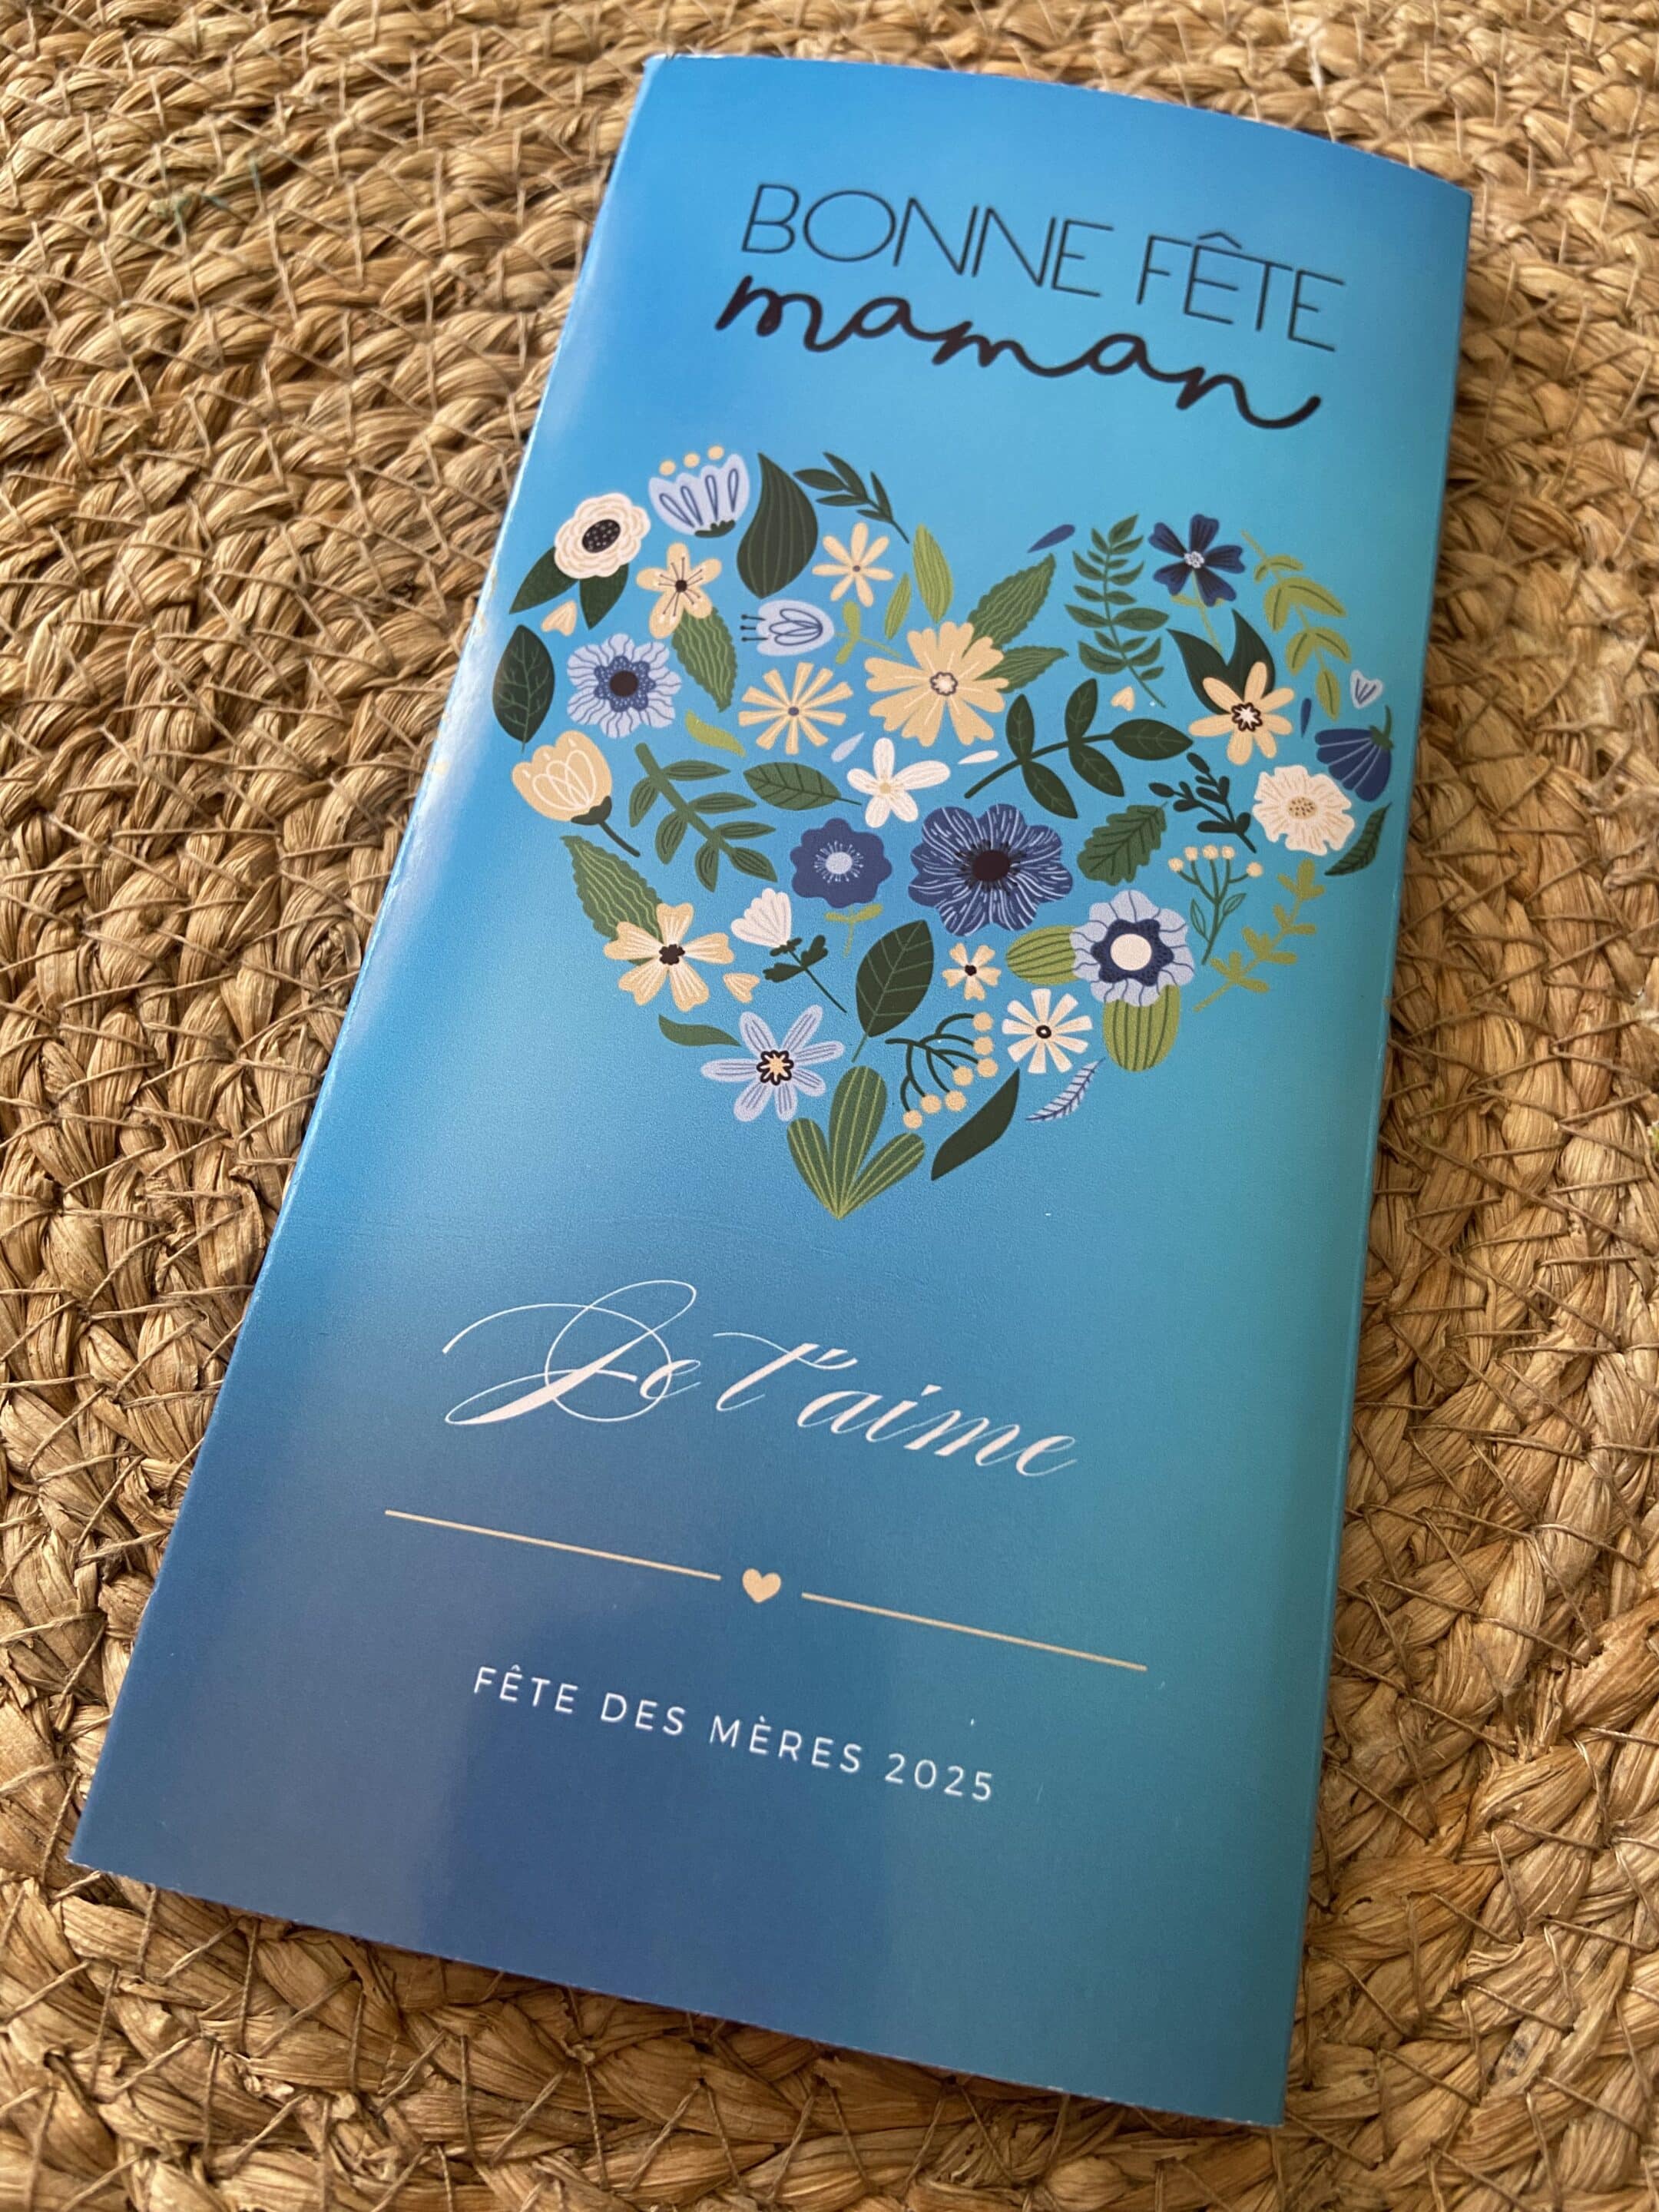 BONNE FÊTE
maman
Je t'aime
FÊTE DES MÈRES 2025